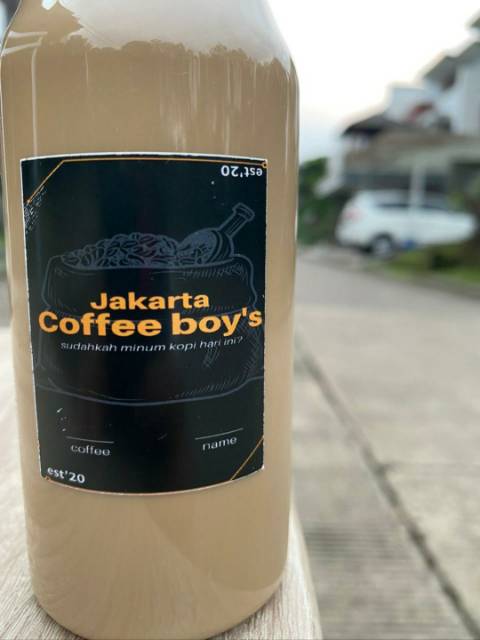 est'20
Jakarta
Coffee boy's
sudahkah minum kopi hari ini?
coffee
name
est'20